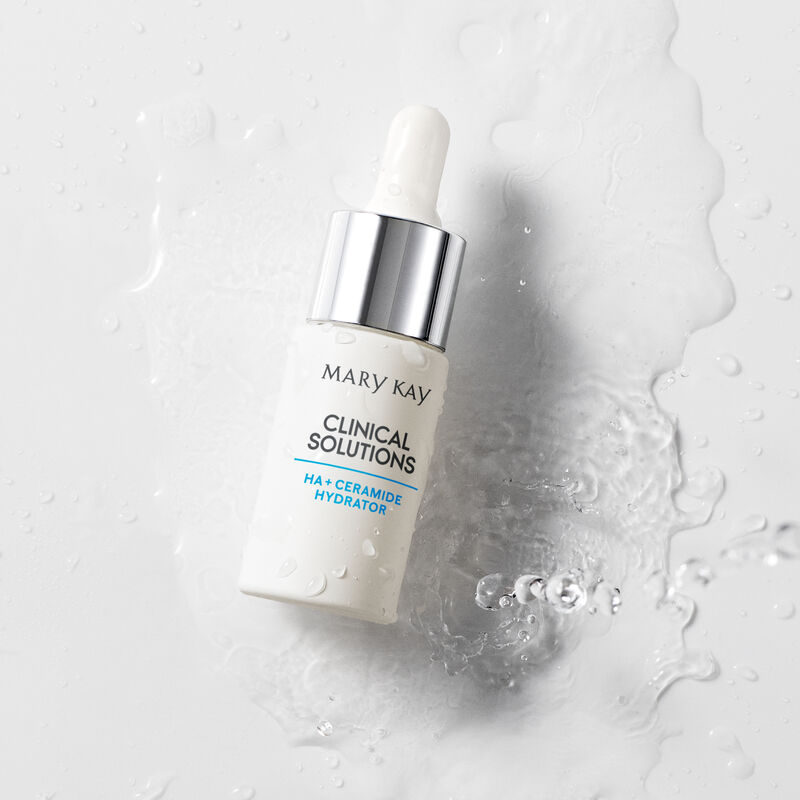 MARY KAY
CLINICAL
SOLUTIONS
HA + CERAMIDE
HYDRATOR